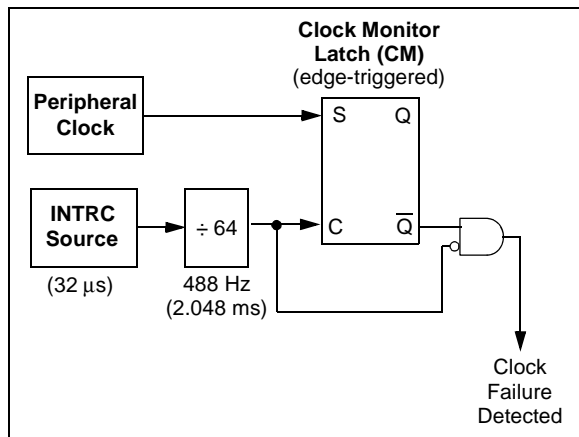 Clock Monitor
Latch (CM)
(edge-triggered)
Peripheral
Clock
S
Q
INTRC
Source
÷ 64
C
Q̅
(32 μs)
488 Hz
(2.048 ms)
Clock
Failure
Detected